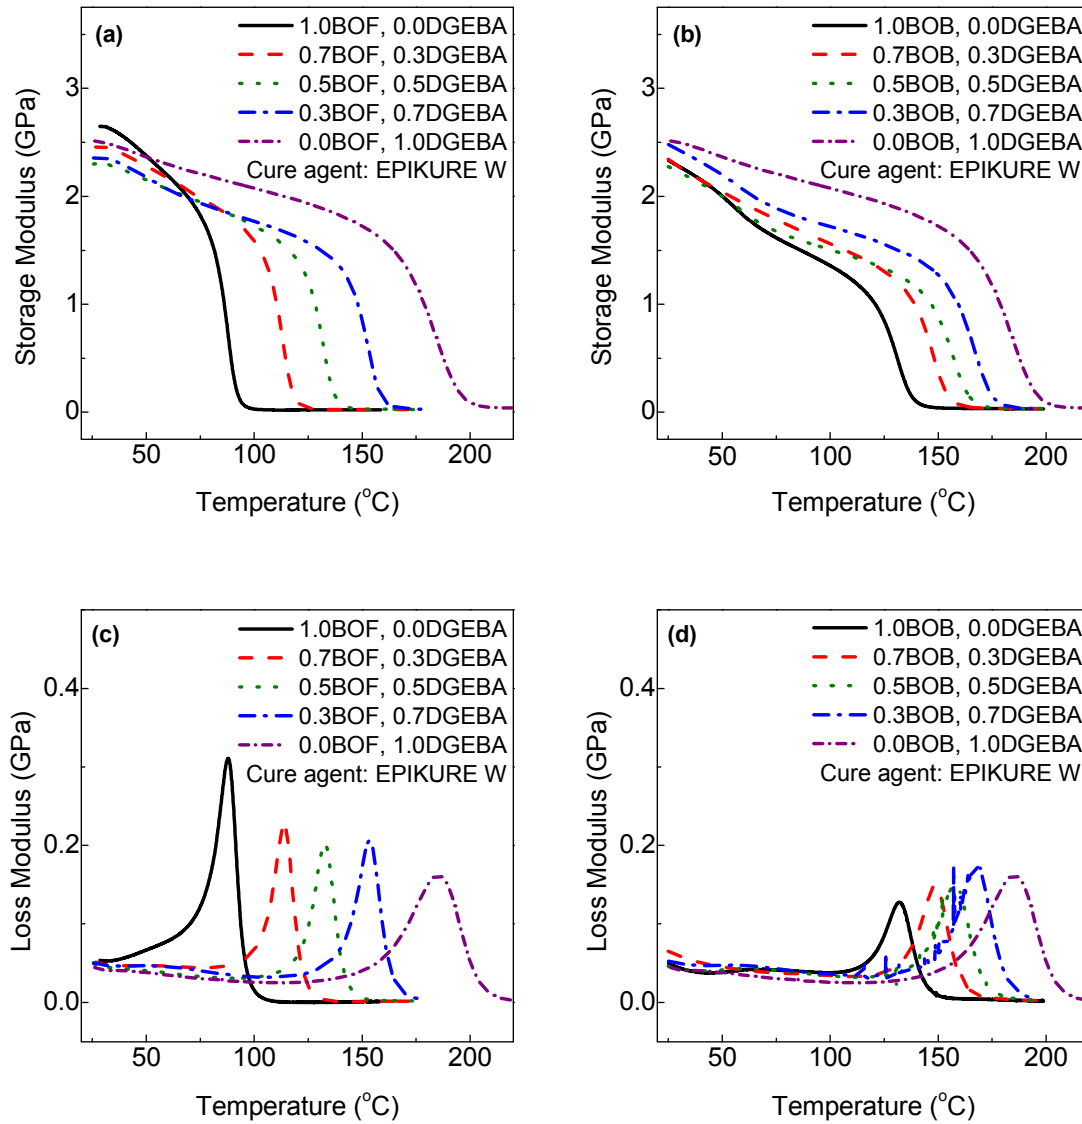 (a)
1.0BOF, 0.0DGEBA
0.7BOF, 0.3DGEBA
0.5BOF, 0.5DGEBA
0.3BOF, 0.7DGEBA
0.0BOF, 1.0DGEBA
Cure agent: EPIKURE W
Storage Modulus (GPa)
3
2
1
0
50
100
150
200
Temperature (°C)
(b)
1.0BOB, 0.0DGEBA
0.7BOB, 0.3DGEBA
0.5BOB, 0.5DGEBA
0.3BOB, 0.7DGEBA
0.0BOB, 1.0DGEBA
Cure agent: EPIKURE W
Storage Modulus (GPa)
3
2
1
0
50
100
150
200
Temperature (°C)
(c)
1.0BOF, 0.0DGEBA
0.7BOF, 0.3DGEBA
0.5BOF, 0.5DGEBA
0.3BOF, 0.7DGEBA
0.0BOF, 1.0DGEBA
Cure agent: EPIKURE W
Loss Modulus (GPa)
0.4
0.2
0.0
50
100
150
200
Temperature (°C)
(d)
1.0BOB, 0.0DGEBA
0.7BOB, 0.3DGEBA
0.5BOB, 0.5DGEBA
0.3BOB, 0.7DGEBA
0.0BOB, 1.0DGEBA
Cure agent: EPIKURE W
Loss Modulus (GPa)
0.4
0.2
0.0
50
100
150
200
Temperature (°C)